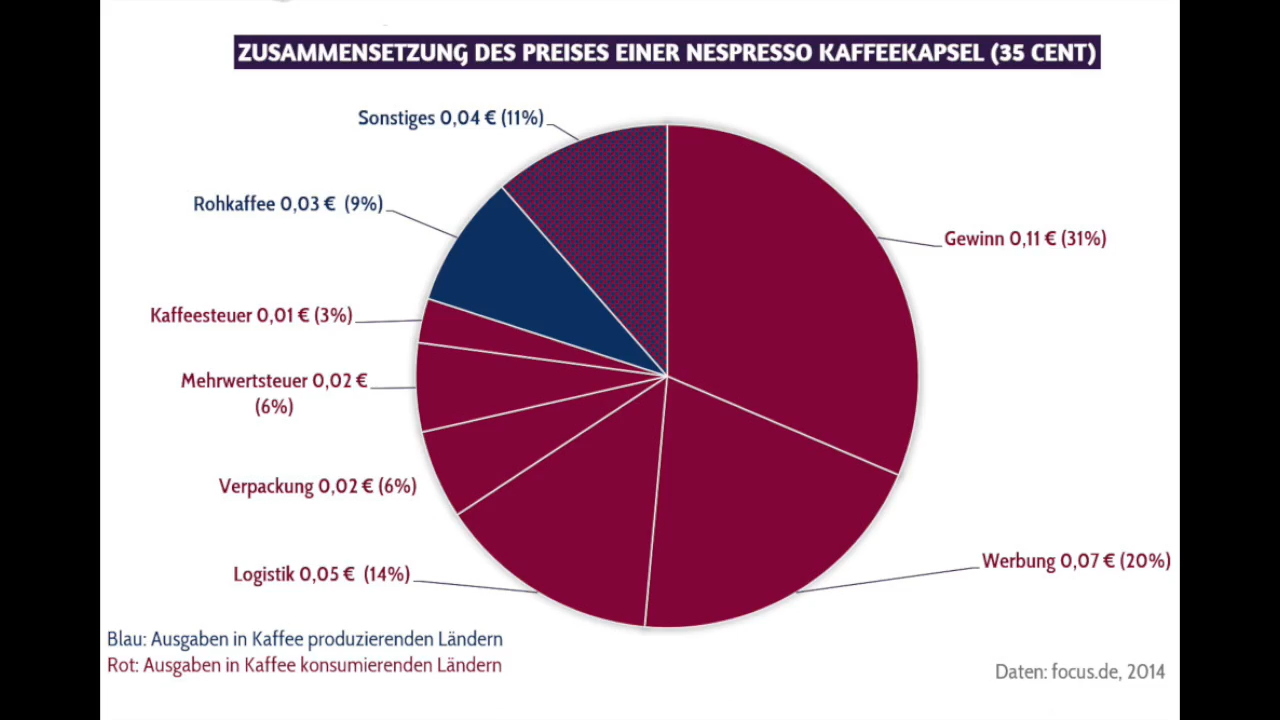 ZUSAMMENSETZUNG DES PREISES EINER NESPRESSO KAFFEEKAPSEL (35 CENT)
Sonstiges 0,04 € (11%)
Rohkaffee 0,03 € (9%)
Gewinn 0,11 € (31%)
Kaffeesteuer 0,01 € (3%)
Mehrwertsteuer 0,02 €
(6%)
Verpackung 0,02 € (6%)
Werbung 0,07 € (20%)
Logistik 0,05 € (14%)
Blau: Ausgaben in Kaffee produzierenden Ländern
Rot: Ausgaben in Kaffee konsumierenden Ländern
Daten: focus.de, 2014